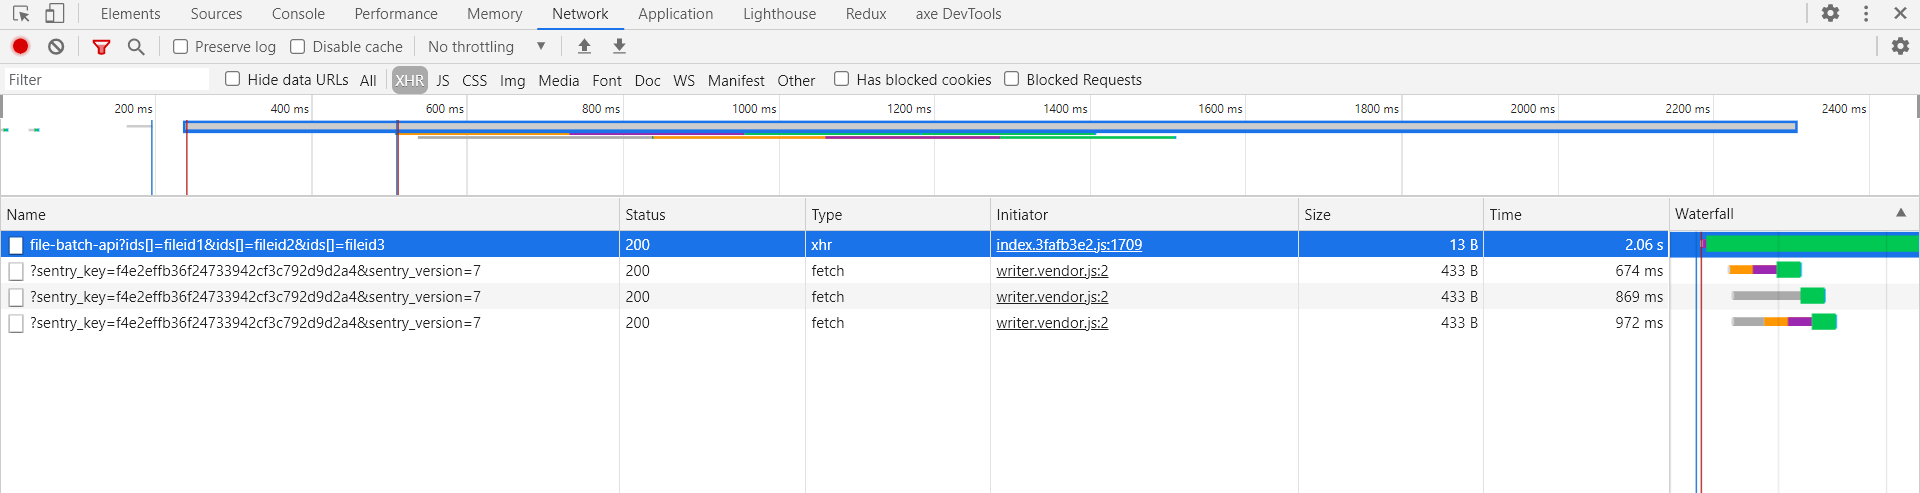 Elements Sources Console Performance Memory Network Application Lighthouse Redux axe DevTools
Preserve log Disable cache No throttling
Filter Hide data URLs All XHR JS CSS Img Media Font Doc WS Manifest Other Has blocked cookies Blocked Requests
200 ms 400 ms 600 ms 800 ms 1000 ms 1200 ms 1400 ms 1600 ms 1800 ms 2000 ms 2200 ms 2400 ms
Name Status Type Initiator Size Time Waterfall
file-batch-api?ids[]=fileid1&ids[]=fileid2&ids[]=fileid3 200 xhr index.3fafb3e2.js:1709 13 B 2.06 s
?sentry_key=f4e2effb36f24733942cf3c792d9d2a4&sentry_version=7 200 fetch writer.vendor.js:2 433 B 674 ms
?sentry_key=f4e2effb36f24733942cf3c792d9d2a4&sentry_version=7 200 fetch writer.vendor.js:2 433 B 869 ms
?sentry_key=f4e2effb36f24733942cf3c792d9d2a4&sentry_version=7 200 fetch writer.vendor.js:2 433 B 972 ms